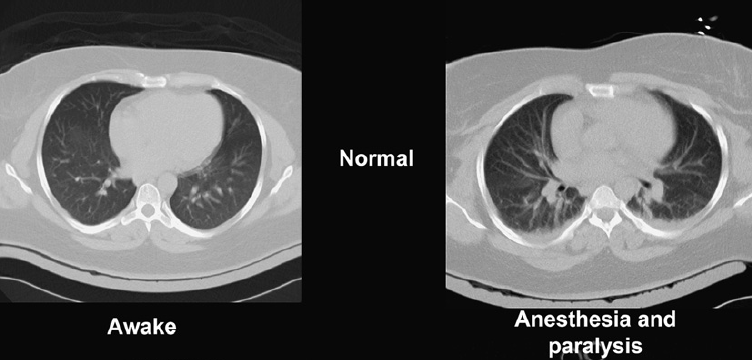 Normal
Awake
Anesthesia and
paralysis